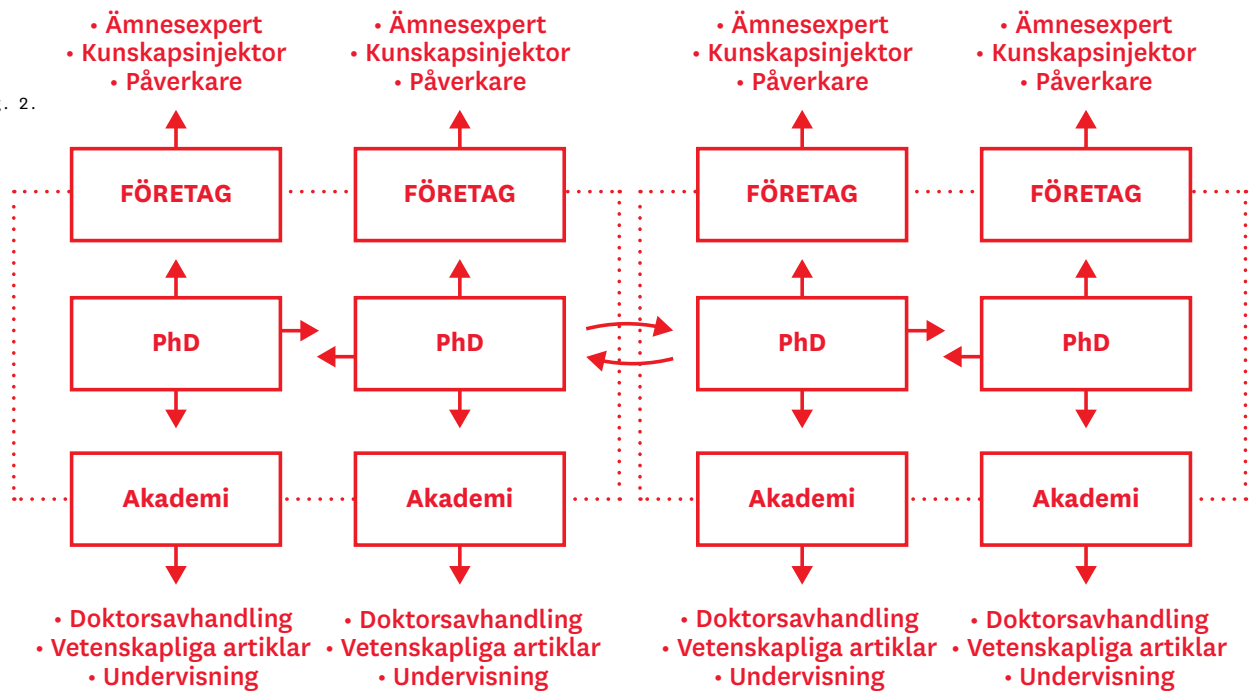 • Ämnesexpert • Ämnesexpert • Ämnesexpert • Ämnesexpert
• Kunskapsinjektor • Kunskapsinjektor • Kunskapsinjektor • Kunskapsinjektor
• Påverkare • Påverkare • Påverkare • Påverkare
. 2.
FÖRETAG FÖRETAG FÖRETAG FÖRETAG
PhD PhD PhD PhD
Akademi Akademi Akademi Akademi
• Doktorsavhandling • Doktorsavhandling • Doktorsavhandling • Doktorsavhandling
• Vetenskapliga artiklar • Vetenskapliga artiklar • Vetenskapliga artiklar • Vetenskapliga artiklar
• Undervisning • Undervisning • Undervisning • Undervisning